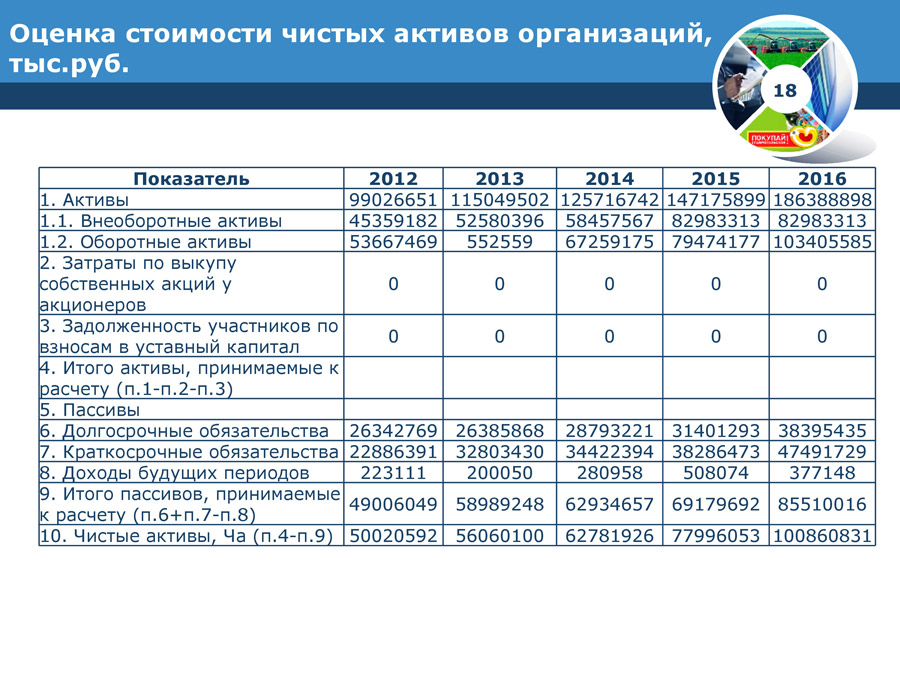 Оценка стоимости чистых активов организаций,
тыс.руб.
18
ПОКУПАЙ
Показатель 2012 2013 2014 2015 2016
1. Активы 99026651 115049502 125716742 147175899 186388898
1.1. Внеоборотные активы 45359182 52580396 58457567 82983313 82983313
1.2. Оборотные активы 53667469 552559 67259175 79474177 103405585
2. Затраты по выкупу
собственных акций у
акционеров
0 0 0 0 0
3. Задолженность участников по
взносам в уставный капитал
0 0 0 0 0
4. Итого активы, принимаемые к
расчету (п.1-п.2-п.3)
5. Пассивы
6. Долгосрочные обязательства 26342769 26385868 28793221 31401293 38395435
7. Краткосрочные обязательства 22886391 32803430 34422394 38286473 47491729
8. Доходы будущих периодов 223111 200050 280958 508074 377148
9. Итого пассивов, принимаемые
к расчету (п.6+п.7-п.8)
49006049 58989248 62934657 69179692 85510016
10. Чистые активы, Ча (п.4-п.9) 50020592 56060100 62781926 77996053 100860831